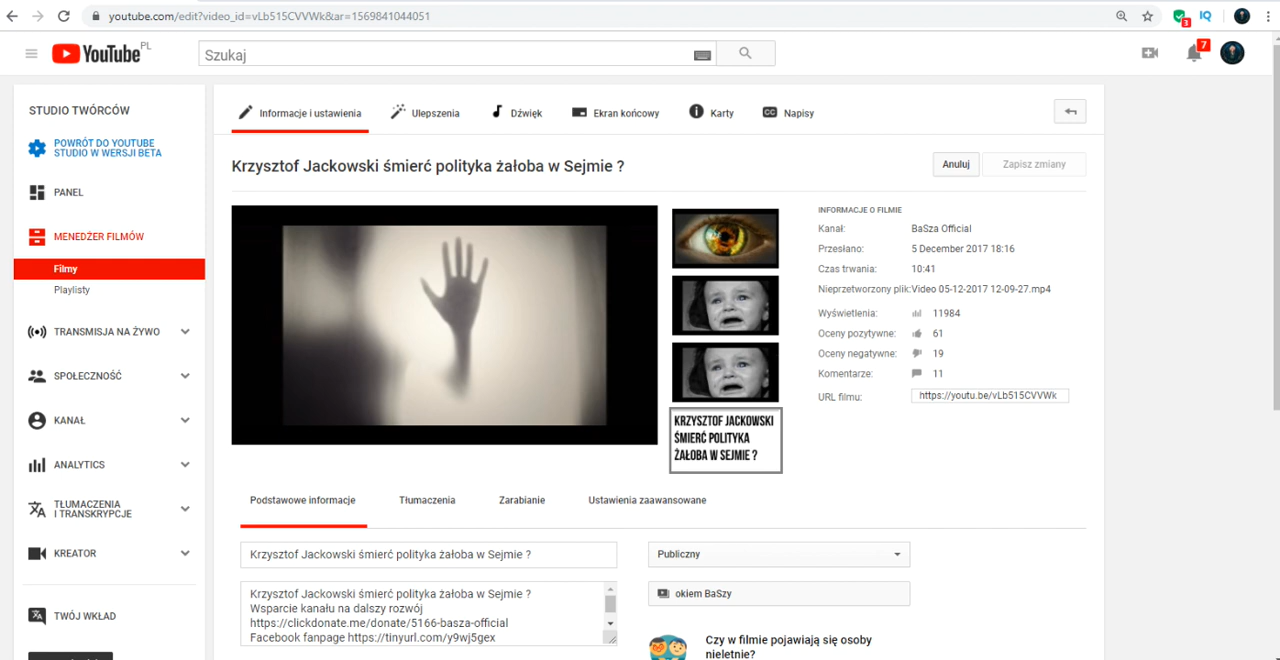 youtube.com/edit?video_id=vLb515CVVWk&ar=1569841044051
3
IQ
YouTube PL
Szukaj
7
STUDIO TWÓRCÓW
POWRÓT DO YOUTUBE
STUDIO W WERSJI BETA
PANEL
MENEDŻER FILMÓW
Filmy
Playlisty
TRANSMISJA NA ŻYWO
SPOŁECZNOŚĆ
KANAŁ
ANALYTICS
TŁUMACZENIA
I TRANSKRYPCJE
KREATOR
TWÓJ WKŁAD
Informacje i ustawienia
Ulepszenia
Dźwięk
Ekran końcowy
Karty
CC Napisy
Krzysztof Jackowski śmierć polityka żałoba w Sejmie ?
Anuluj
Zapisz zmiany
KRZYSZTOF JACKOWSKI
ŚMIERĆ POLITYKA
ŻAŁOBA W SEJMIE ?
INFORMACJE O FILMIE
Kanał: BaSza Official
Przesłano: 5 December 2017 18:16
Czas trwania: 10:41
Nieprzetworzony plik:Video 05-12-2017 12-09-27.mp4
Wyświetlenia: 11984
Oceny pozytywne: 61
Oceny negatywne: 19
Komentarze: 11
URL filmu: https://youtu.be/vLb515CVVWk
Podstawowe informacje
Tłumaczenia
Zarabianie
Ustawienia zaawansowane
Krzysztof Jackowski śmierć polityka żałoba w Sejmie ?
Krzysztof Jackowski śmierć polityka żałoba w Sejmie ?
Wsparcie kanału na dalszy rozwój
https://clickdonate.me/donate/5166-basza-official
Facebook fanpage https://tinyurl.com/y9wj5gex
Publiczny
okiem BaSzy
Czy w filmie pojawiają się osoby
nieletnie?